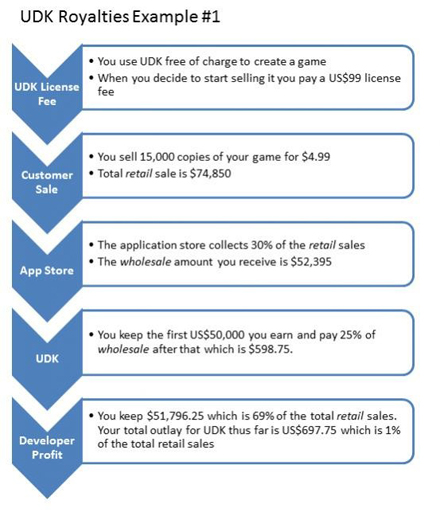 UDK Royalties Example #1
UDK License
Fee
• You use UDK free of charge to create a game
• When you decide to start selling it you pay a US$99 license
fee
Customer
Sale
• You sell 15,000 copies of your game for $4.99
• Total retail sale is $74,850
App Store
• The application store collects 30% of the retail sales
• The wholesale amount you receive is $52,395
UDK
• You keep the first US$50,000 you earn and pay 25% of
wholesale after that which is $598.75.
Developer
Profit
• You keep $51,796.25 which is 69% of the total retail sales.
Your total outlay for UDK thus far is US$697.75 which is 1%
of the total retail sales